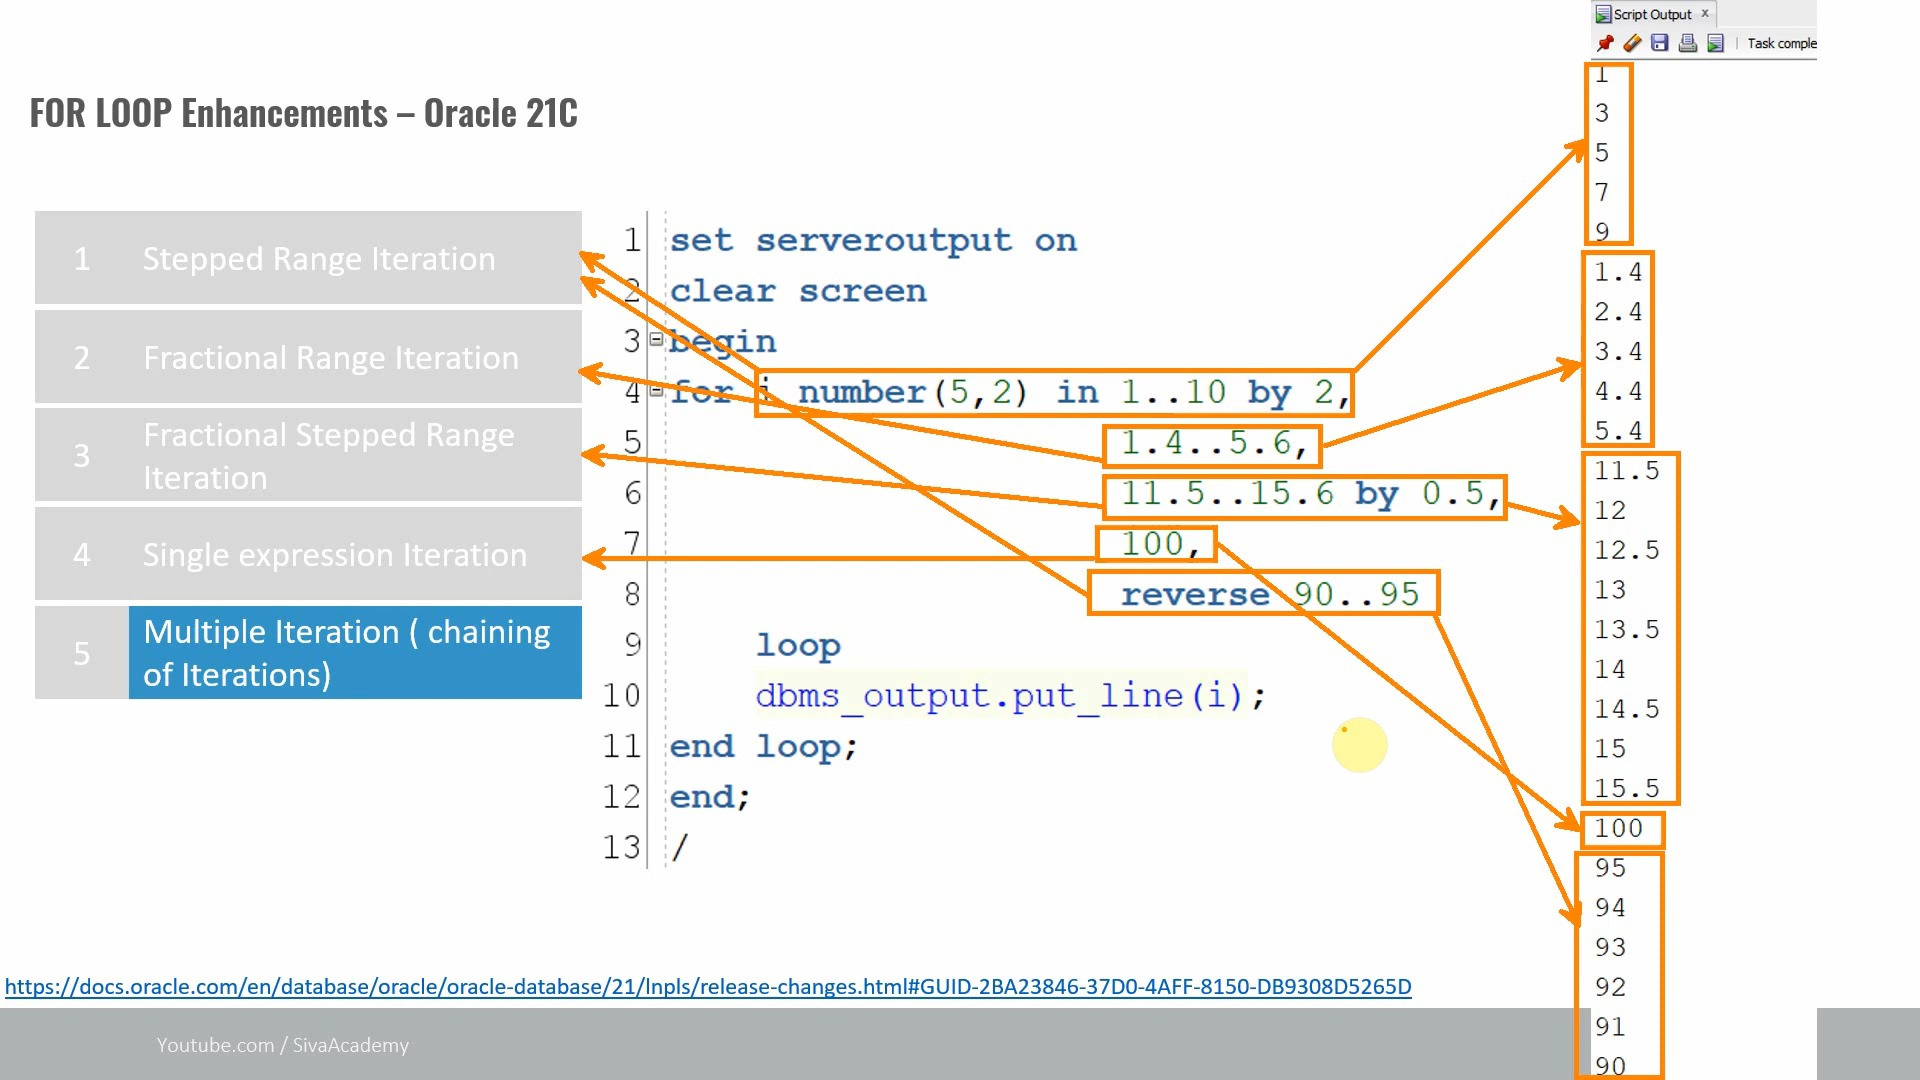 FOR LOOP Enhancements – Oracle 21C
1 Stepped Range Iteration
2 Fractional Range Iteration
3 Fractional Stepped Range
Iteration
4 Single expression Iteration
5 Multiple Iteration ( chaining
of Iterations)
1 set serveroutput on
2 clear screen
3 begin
4 for i number(5,2) in 1..10 by 2,
5 1.4..5.6,
6 11.5..15.6 by 0.5,
7 100,
8 reverse 90..95
9 loop
10 dbms_output.put_line(i);
11 end loop;
12 end;
13 /
Script Output x
Task comple
1
3
5
7
9
1.4
2.4
3.4
4.4
5.4
11.5
12
12.5
13
13.5
14
14.5
15
15.5
100
95
94
93
92
91
90
https://docs.oracle.com/en/database/oracle/oracle-database/21/lnpls/release-changes.html#GUID-2BA23846-37D0-4AFF-8150-DB9308D5265D
Youtube.com / SivaAcademy